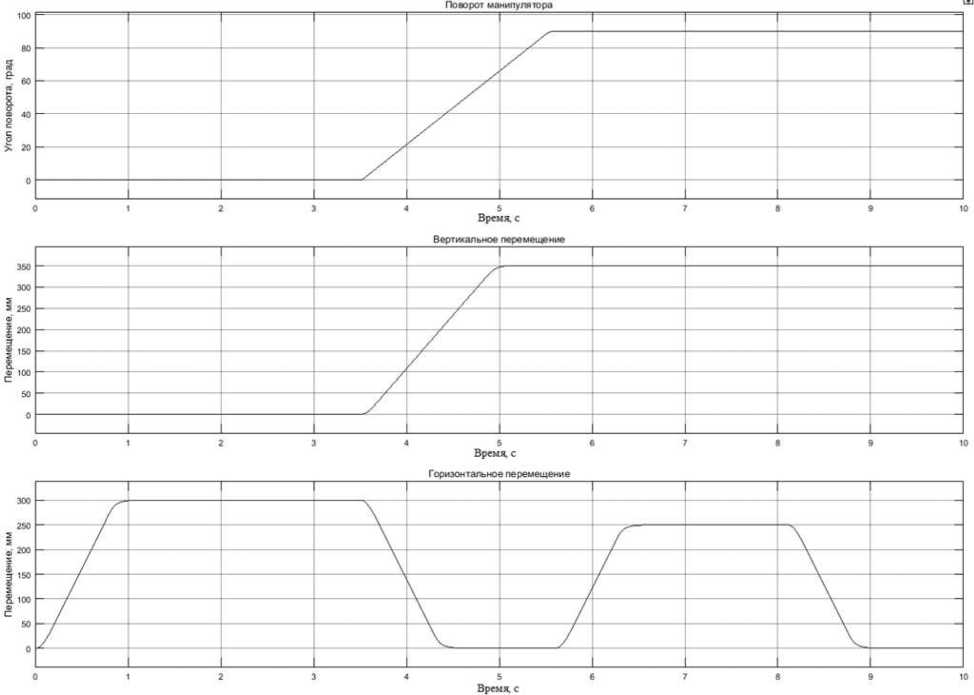 Поворот манипулятора
Угол поворота, град
100
80
60
40
20
0
0 1 2 3 4 5 6 7 8 9 10
Время, с
Вертикальное перемещение
Перемещение, мм
350
300
250
200
150
100
50
0
0 1 2 3 4 5 6 7 8 9 10
Время, с
Горизонтальное перемещение
Перемещение, мм
300
250
200
150
100
50
0
0 1 2 3 4 5 6 7 8 9 10
Время, с